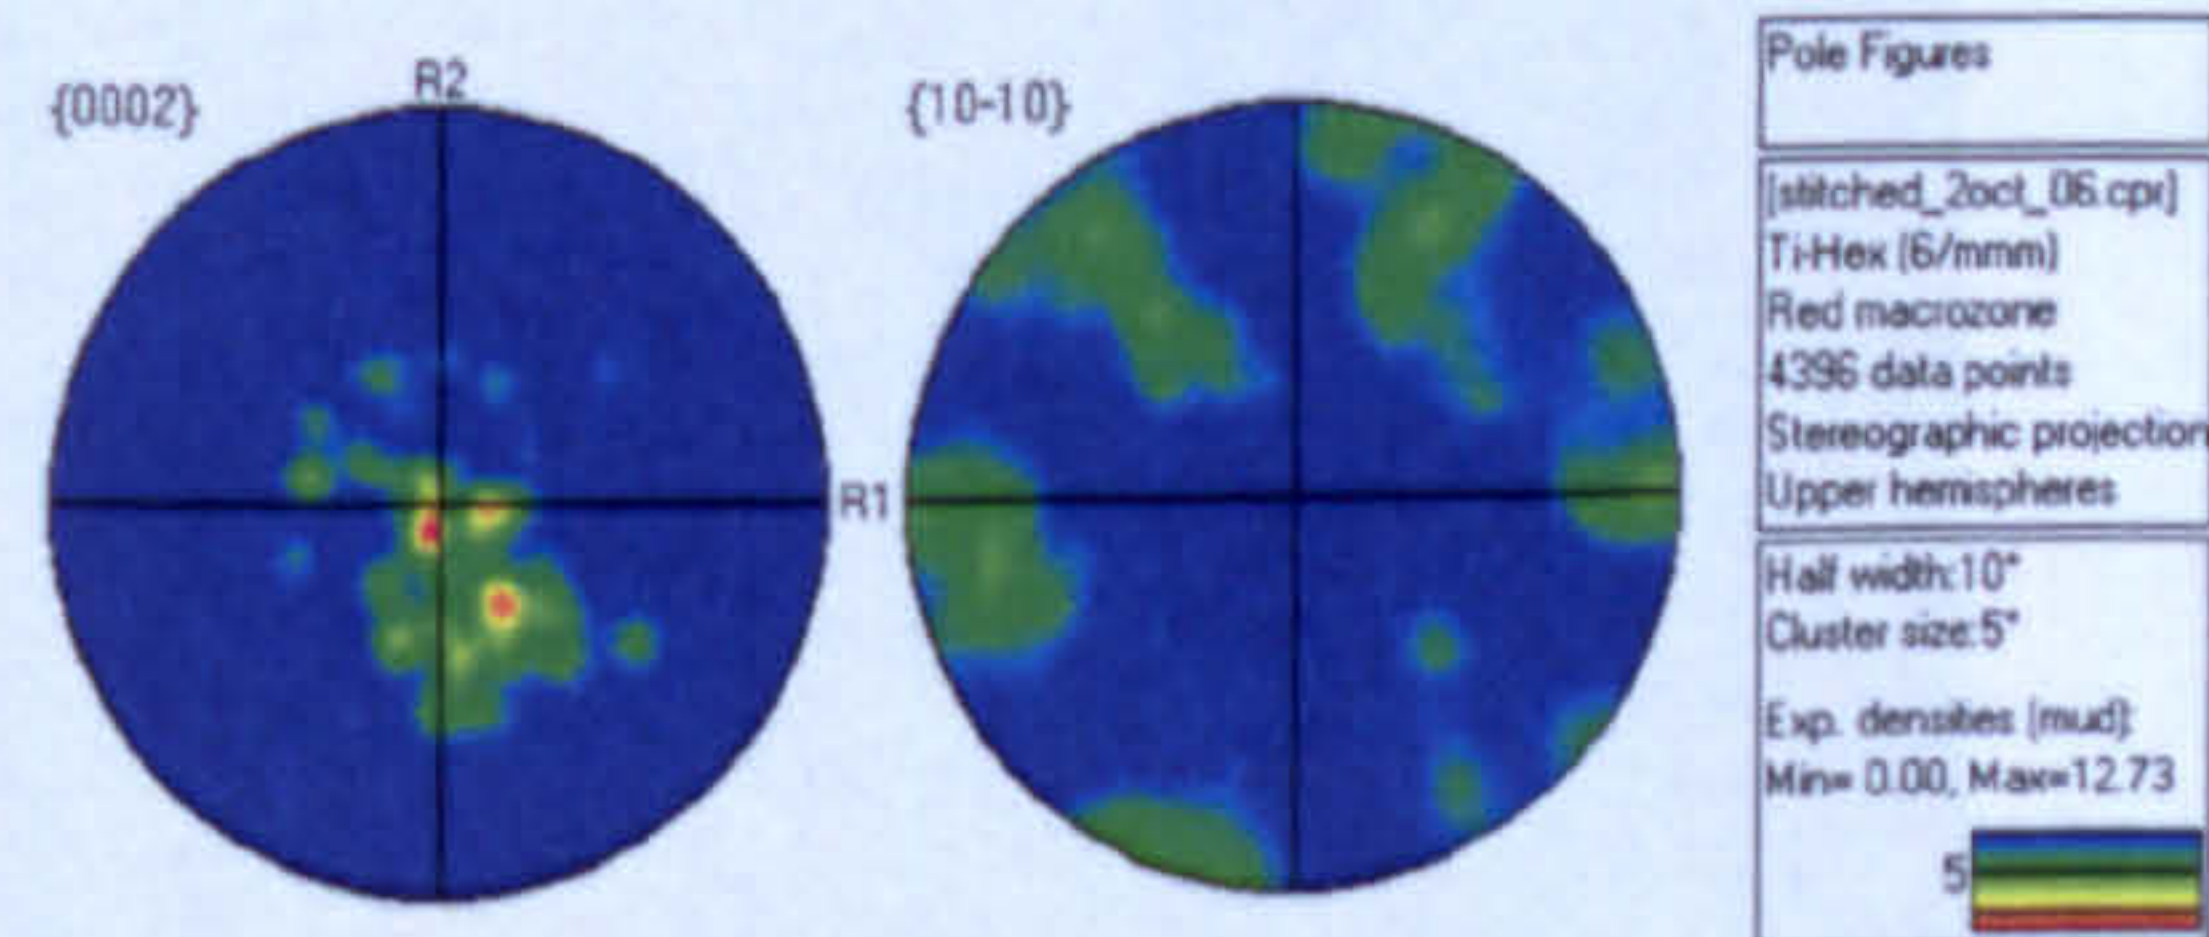 {0002}
R2
R1
{10-10}
Pole Figures
[stitched_2oct_06.cpr]
Ti-Hex (6/mmm)
Red macrozone
4396 data points
Stereographic projection
Upper hemispheres
Half width:10°
Cluster size:5°
Exp. densities (mud):
Min= 0.00, Max=12.73
5